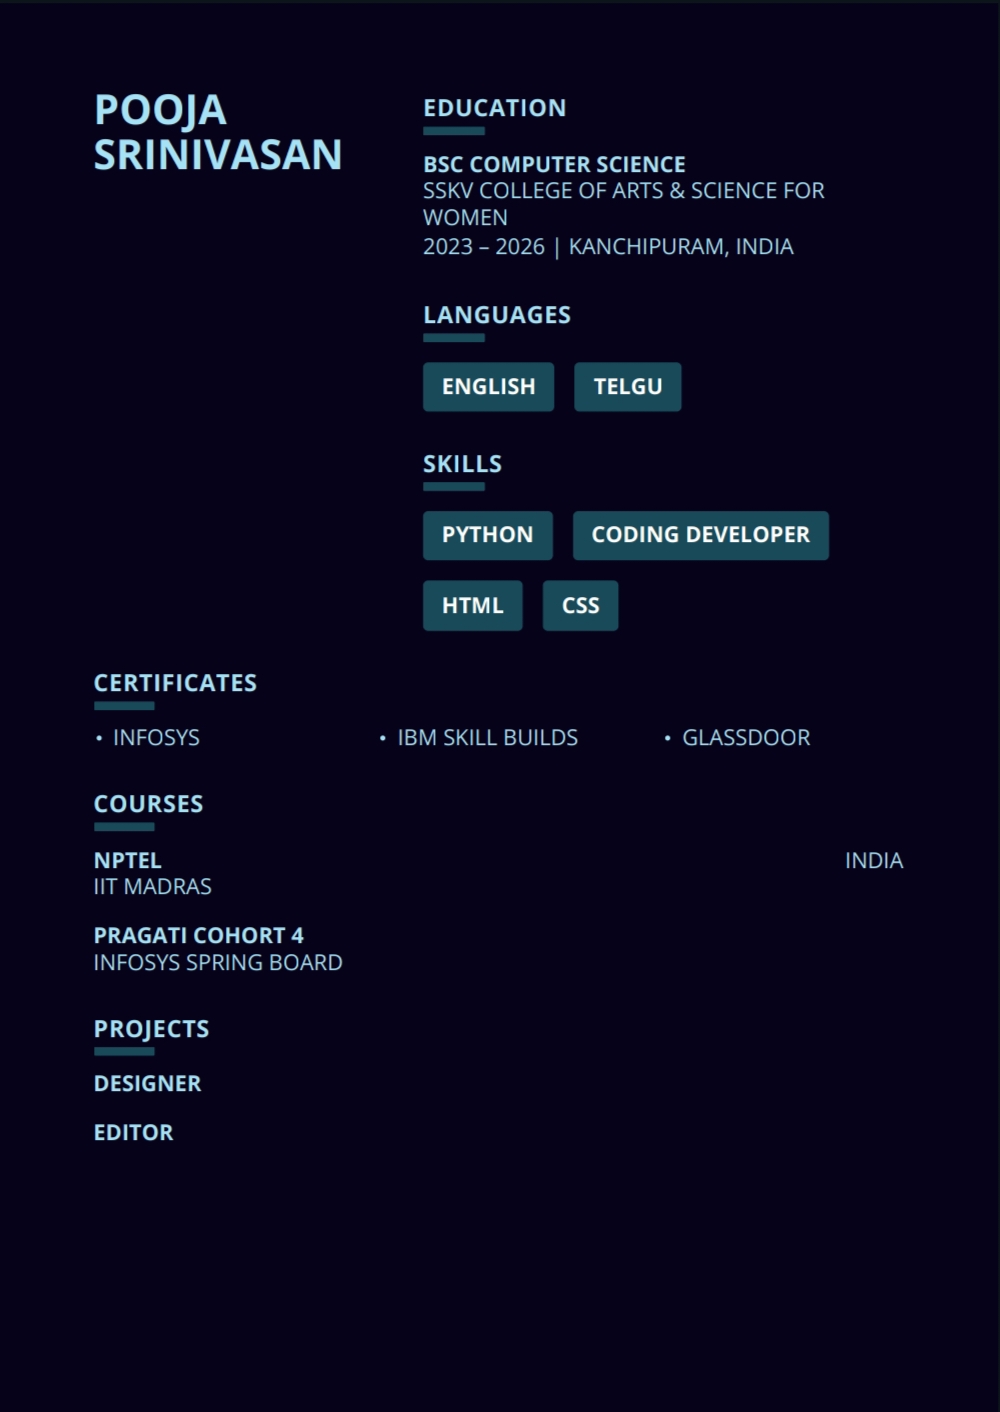 POOJA
SRINIVASAN
EDUCATION
BSC COMPUTER SCIENCE
SSKV COLLEGE OF ARTS & SCIENCE FOR
WOMEN
2023 – 2026 | KANCHIPURAM, INDIA
LANGUAGES
ENGLISH TELGU
SKILLS
PYTHON CODING DEVELOPER
HTML CSS
CERTIFICATES
• INFOSYS • IBM SKILL BUILDS • GLASSDOOR
COURSES
NPTEL INDIA
IIT MADRAS
PRAGATI COHORT 4
INFOSYS SPRING BOARD
PROJECTS
DESIGNER
EDITOR